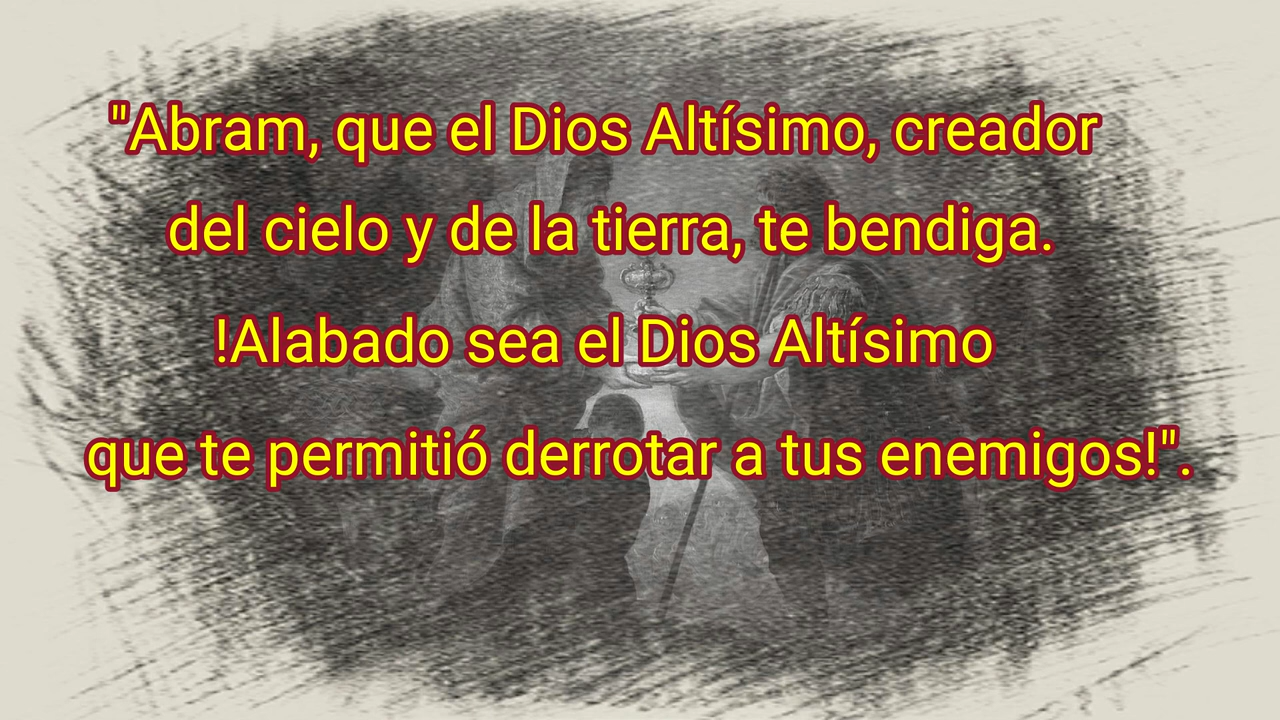 "Abram, que el Dios Altísimo, creador
del cielo y de la tierra, te bendiga.
!Alabado sea el Dios Altísimo
que te permitió derrotar a tus enemigos!".